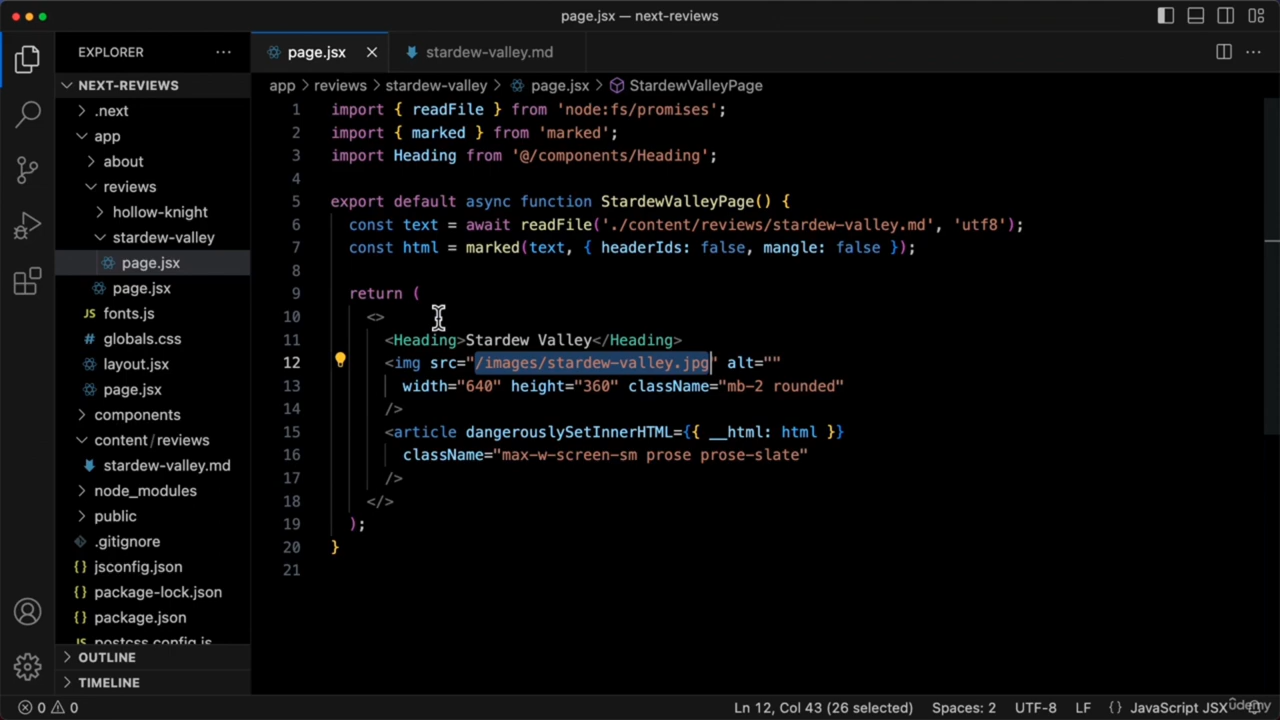 page.jsx — next-reviews
EXPLORER
page.jsx
stardew-valley.md
NEXT-REVIEWS
app > reviews > stardew-valley > page.jsx > StardewValleyPage
.next
app
about
reviews
hollow-knight
stardew-valley
page.jsx
page.jsx
fonts.js
globals.css
layout.jsx
page.jsx
components
content/reviews
stardew-valley.md
node_modules
public
.gitignore
jsconfig.json
package-lock.json
package.json
postcss.config.js
OUTLINE
TIMELINE
1 import { readFile } from 'node:fs/promises';
2 import { marked } from 'marked';
3 import Heading from '@/components/Heading';
4
5 export default async function StardewValleyPage() {
6 const text = await readFile('./content/reviews/stardew-valley.md', 'utf8');
7 const html = marked(text, { headerIds: false, mangle: false });
8
9 return (
10 <>
11 <Heading>Stardew Valley</Heading>
12 <img src="/images/stardew-valley.jpg" alt=""
13 width="640" height="360" className="mb-2 rounded"
14 />
15 <article dangerouslySetInnerHTML={{ __html: html }}
16 className="max-w-screen-sm prose prose-slate"
17 />
18 </>
19 );
20 }
21
0 0
Ln 12, Col 43 (26 selected)
Spaces: 2
UTF-8
LF
{} JavaScript JSX
Udemy